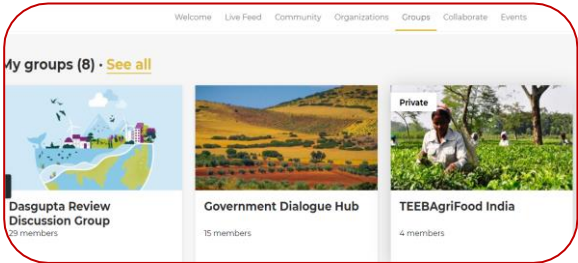 Welcome Live Feed Community Organizations Groups Collaborate Events
My groups (8) · See all
Private
Dasgupta Review
Discussion Group
29 members
Government Dialogue Hub
15 members
TEEBAgriFood India
4 members